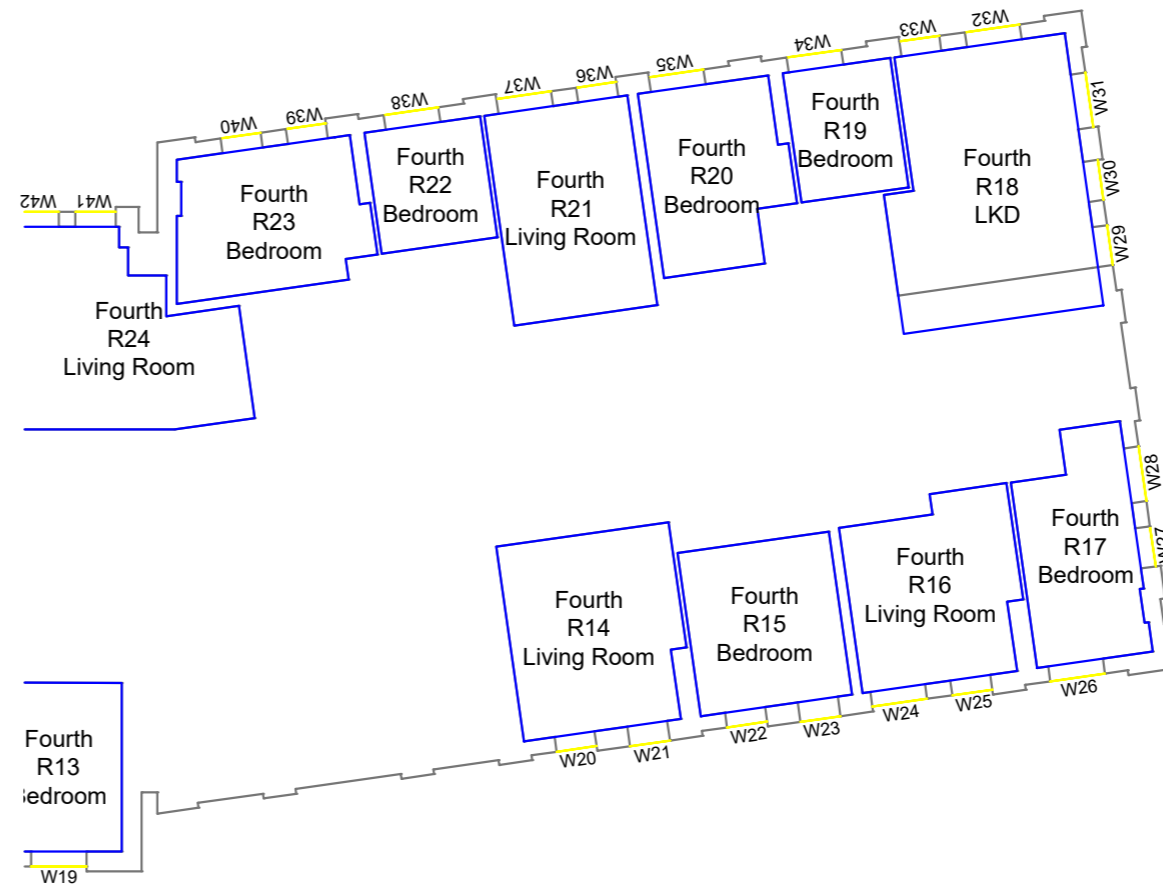 W32
W33
W34
W35
W36
W37
W38
W39
W40
W41
W42
W31
W30
W29
W28
W27
Fourth
R19
Bedroom
Fourth
R18
LKD
Fourth
R20
Bedroom
Fourth
R22
Bedroom
Fourth
R21
Living Room
Fourth
R23
Bedroom
Fourth
R24
Living Room
Fourth
R17
Bedroom
Fourth
R16
Living Room
Fourth
R15
Bedroom
Fourth
R14
Living Room
W26
W25
W24
W23
W22
W21
W20
Fourth
R13
edroom
W19